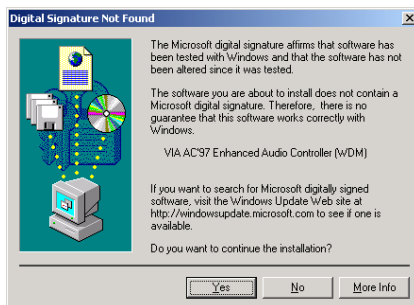 Digital Signature Not Found
The Microsoft digital signature affirms that software has
been tested with Windows and that the software has not
been altered since it was tested.
The software you are about to install does not contain a
Microsoft digital signature. Therefore, there is no
guarantee that this software works correctly with
Windows.
VIA AC'97 Enhanced Audio Controller (WDM)
If you want to search for Microsoft digitally signed
software, visit the Windows Update Web site at
http://windowsupdate.microsoft.com to see if one is
available.
Do you want to continue the installation?
Yes No More Info